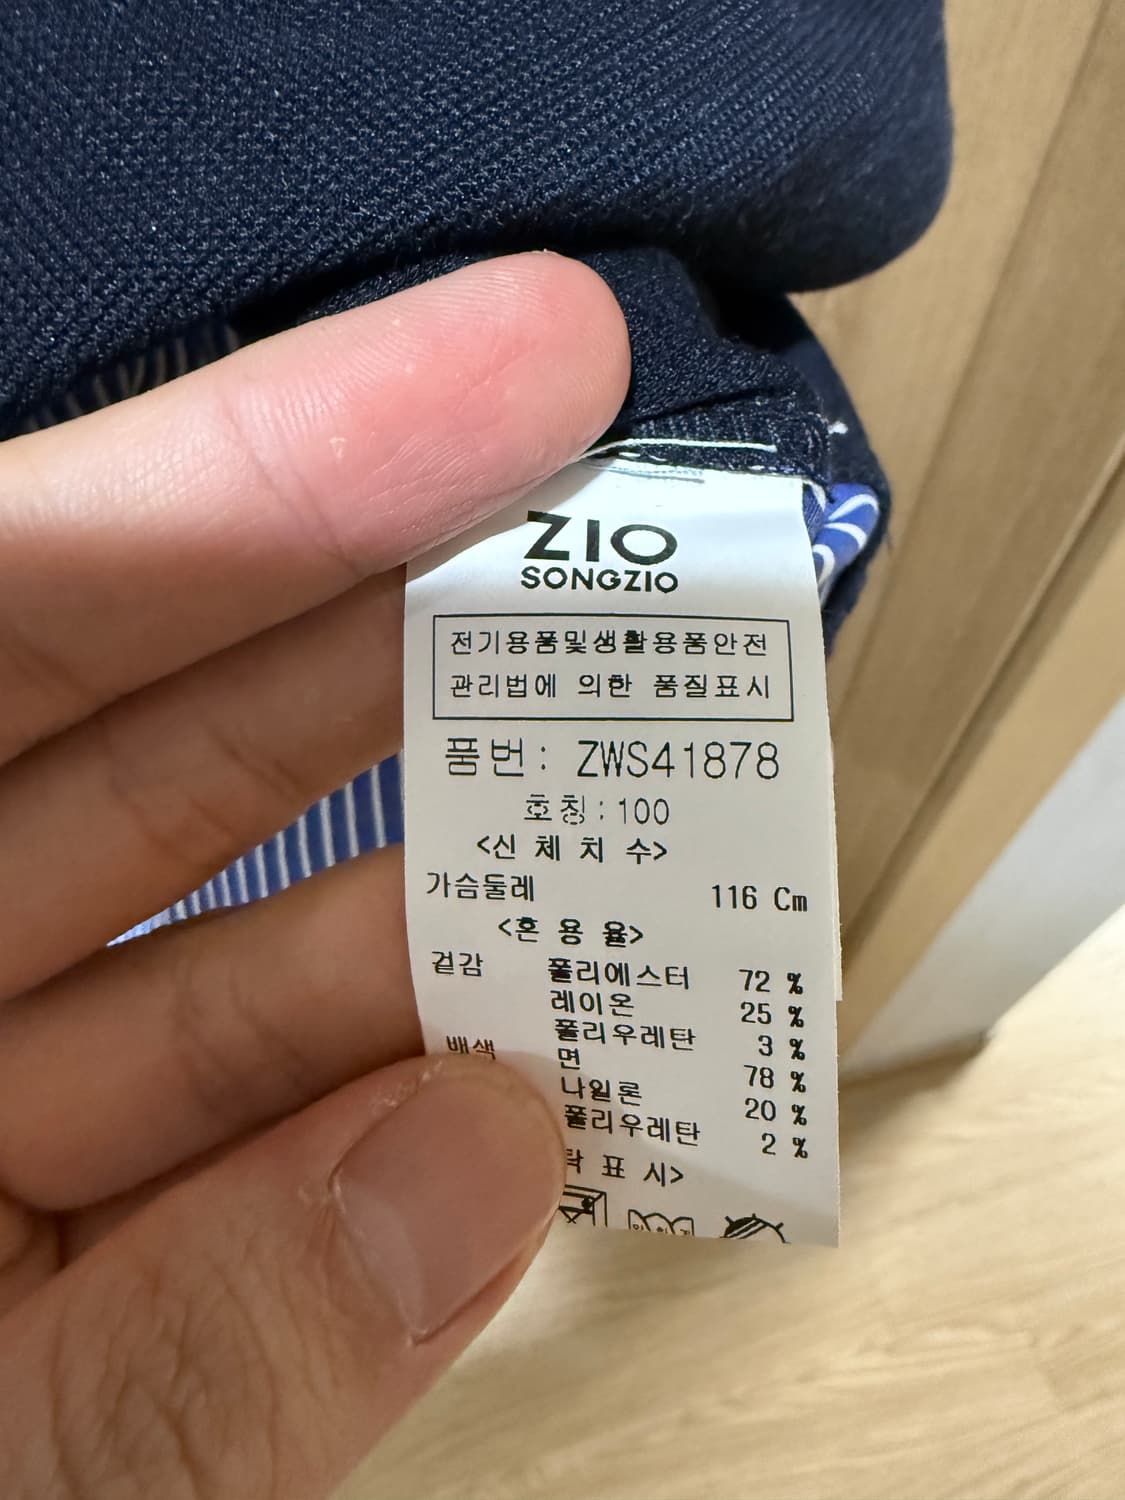 ZIO
SONGZIO
전기용품및생활용품안전
관리법에 의한 품질표시
품번: ZWS41878
호칭:100
<신 체 치 수>
가슴둘레 116 Cm
<혼 용 율>
겉감 폴리에스터 72 %
레이온 25 %
폴리우레탄 3 %
배색 면 78 %
나일론 20 %
폴리우레탄 2 %
탁 표 시>